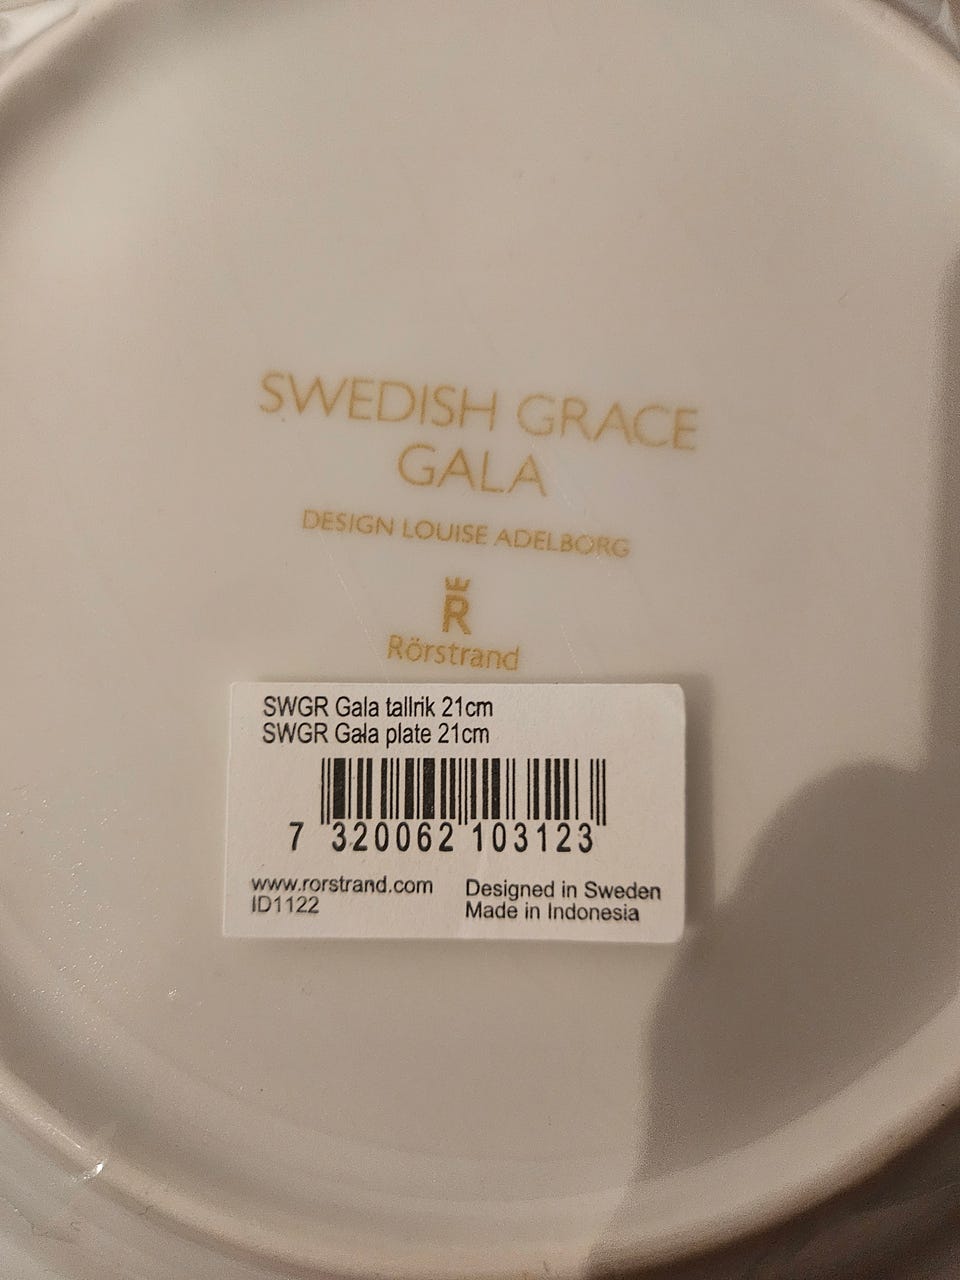 SWEDISH GRACE
GALA
DESIGN LOUISE ADELBORG
R
Rörstrand
SWGR Gala tallrik 21cm
SWGR Gala plate 21cm
7 320062 103123
www.rorstrand.com
ID1122
Designed in Sweden
Made in Indonesia